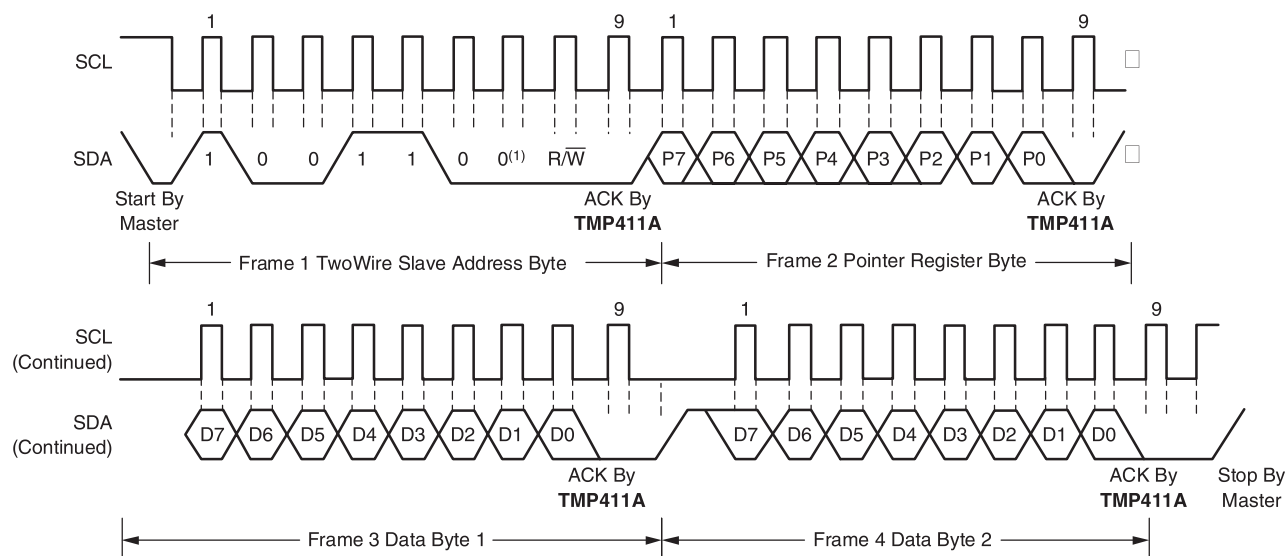 1 9 1 9
SCL
SDA
1 0 0 1 1 0 0(1) R/W̅ P7 P6 P5 P4 P3 P2 P1 P0
Start By
Master
ACK By
TMP411A
ACK By
TMP411A
Frame 1 TwoWire Slave Address Byte
Frame 2 Pointer Register Byte
1 9 1 9
SCL
(Continued)
SDA
(Continued)
D7 D6 D5 D4 D3 D2 D1 D0 D7 D6 D5 D4 D3 D2 D1 D0
ACK By
TMP411A
ACK By
TMP411A
Stop By
Master
Frame 3 Data Byte 1
Frame 4 Data Byte 2